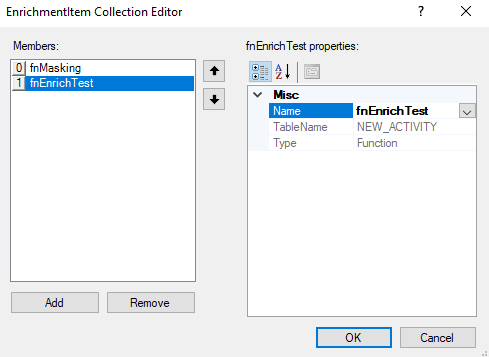 EnrichmentItem Collection Editor
? 
Members:
0 fnMasking
1 fnEnrichTest
Add
Remove
fnEnrichTest properties:
A
Z
Misc
Name fnEnrichTest
TableName NEW_ACTIVITY
Type Function
OK
Cancel